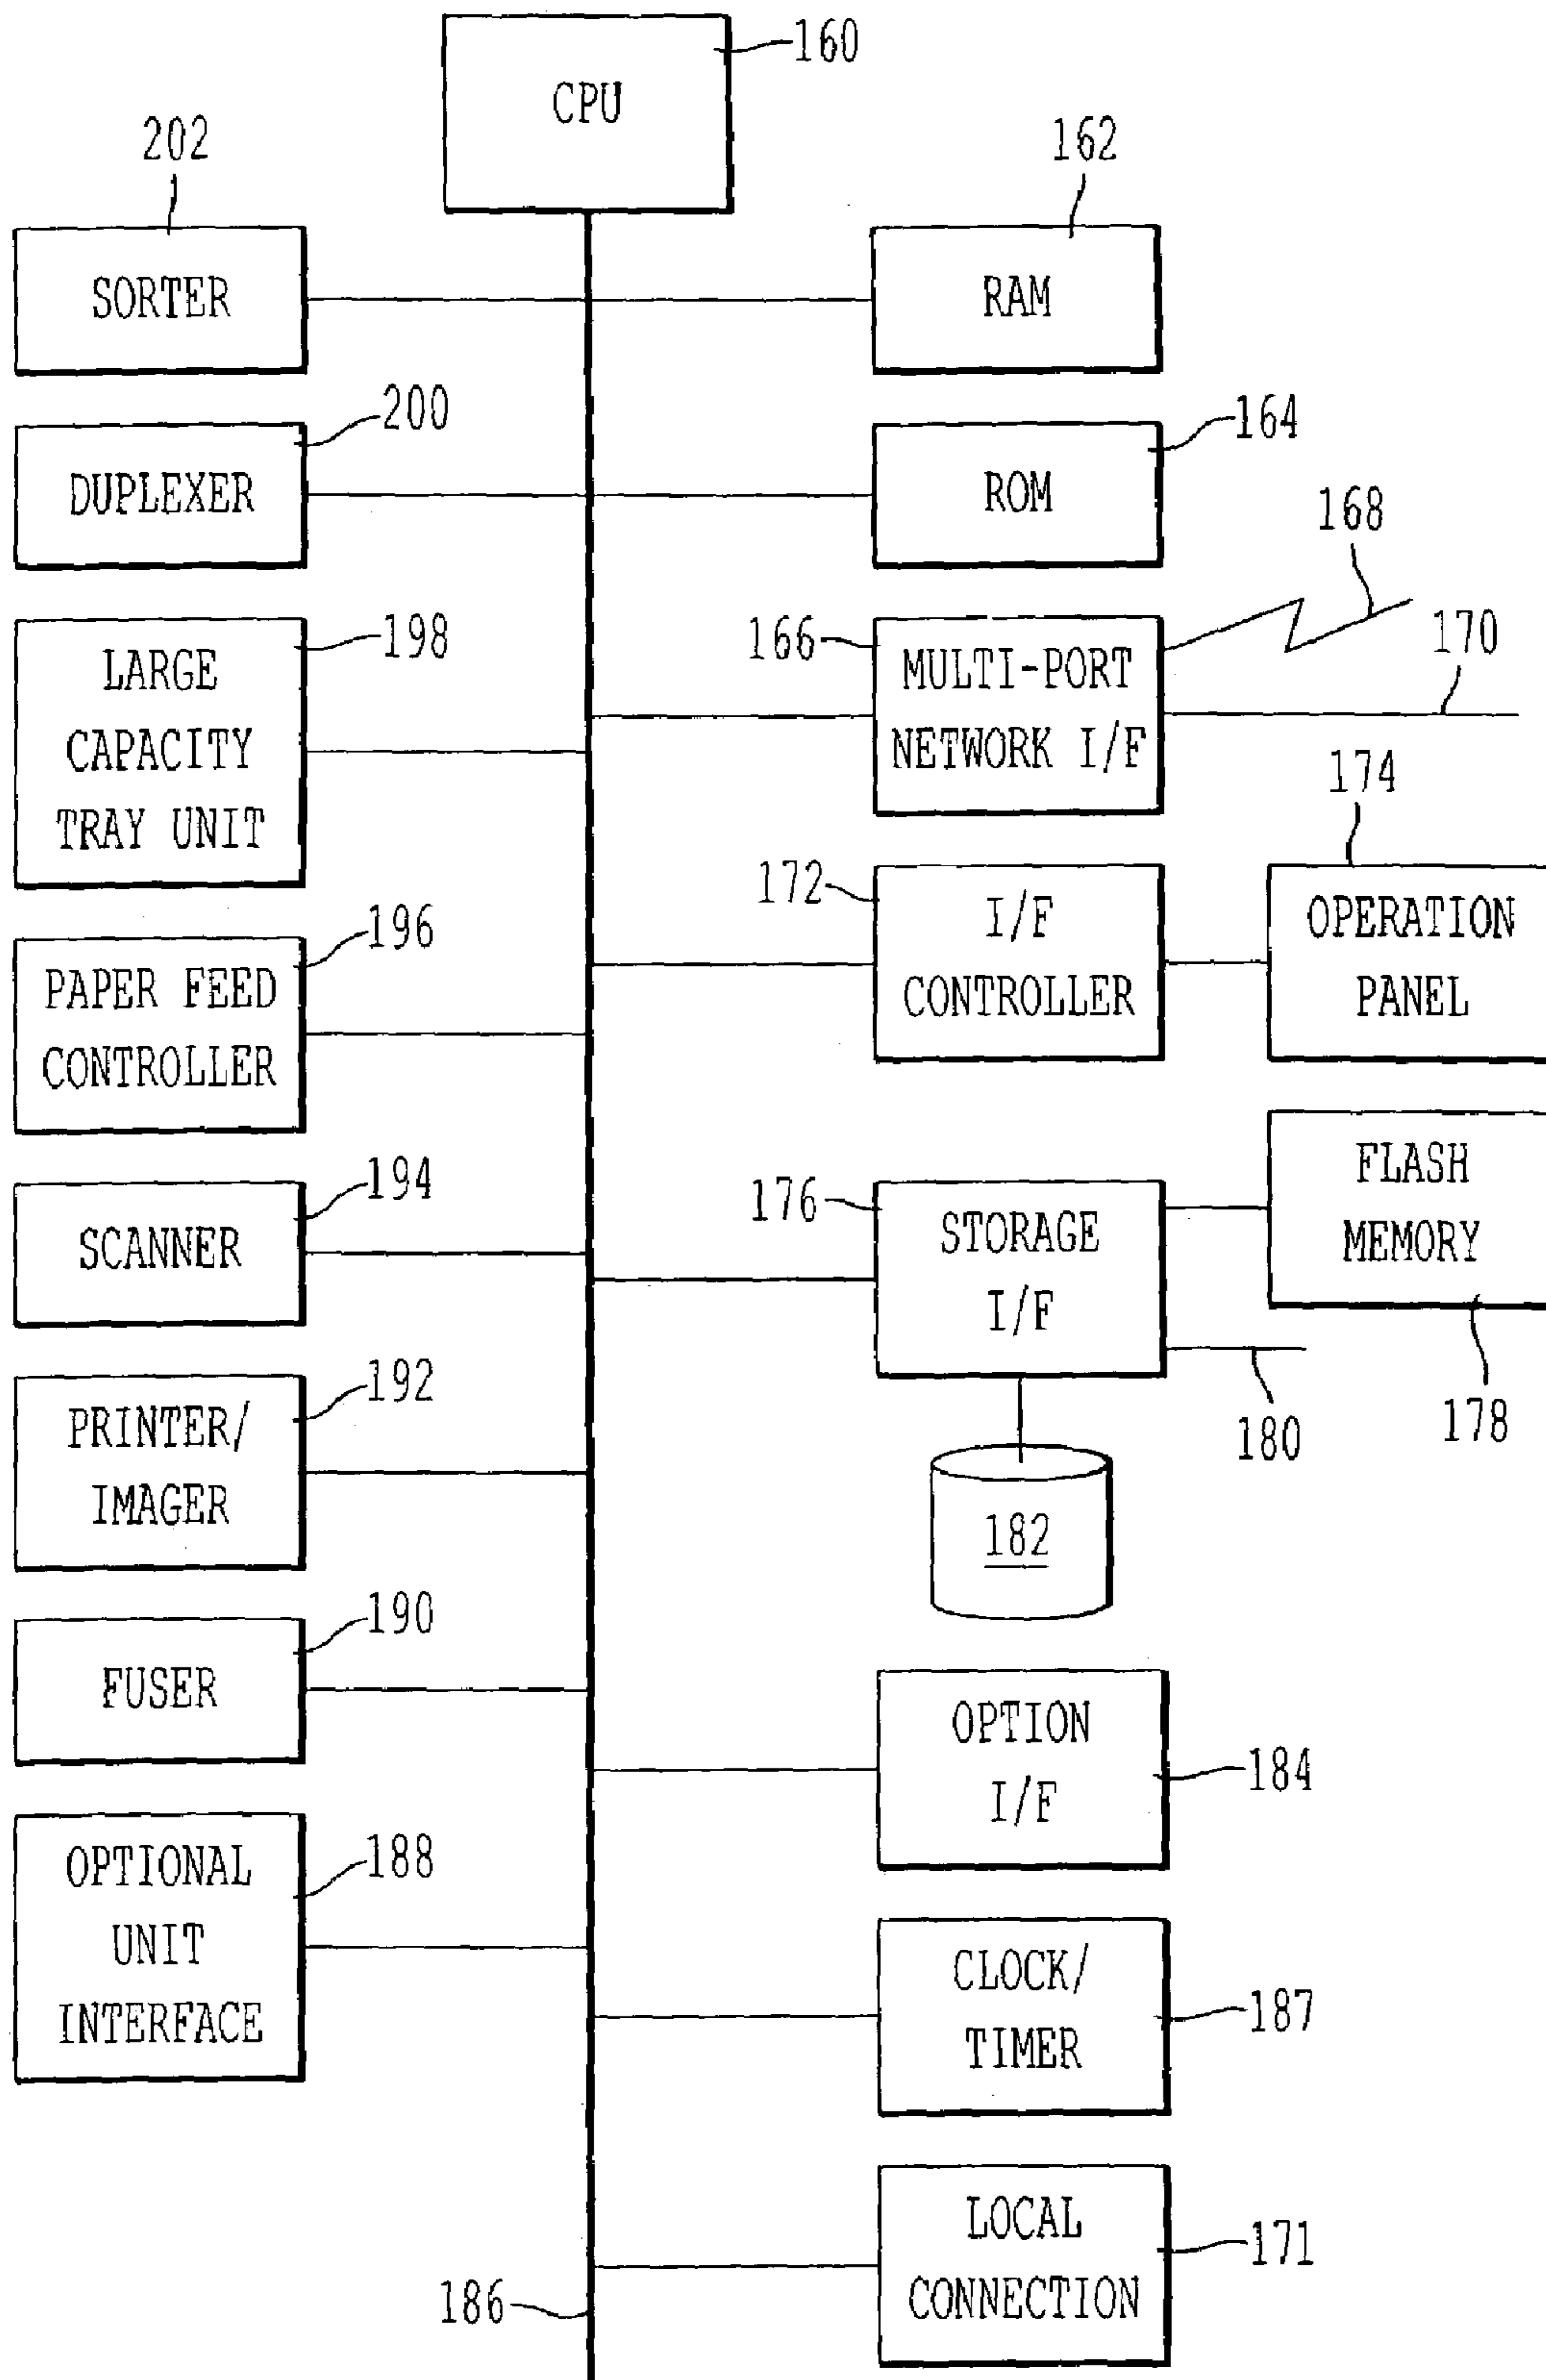 160
CPU
202
162
SORTER
RAM
200
164
DUPLEXER
ROM
168
198
166
170
LARGE
CAPACITY
TRAY UNIT
MULTI-PORT
NETWORK I/F
174
172
196
I/F
CONTROLLER
OPERATION
PANEL
PAPER FEED
CONTROLLER
194
176
FLASH
MEMORY
SCANNER
STORAGE
I/F
192
180
178
PRINTER/
IMAGER
182
190
FUSER
OPTION
I/F
184
188
OPTIONAL
UNIT
INTERFACE
CLOCK/
TIMER
187
LOCAL
CONNECTION
171
186